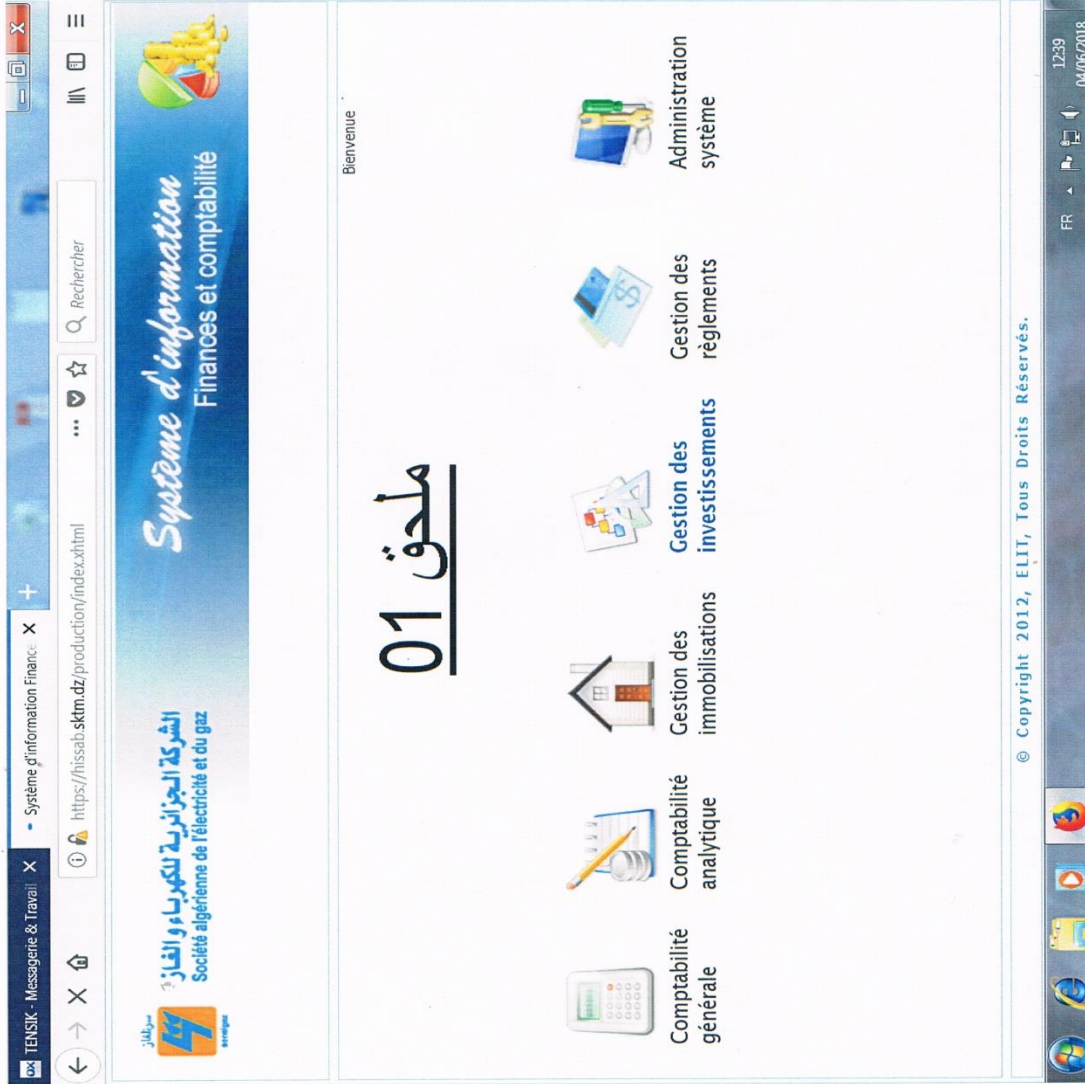 TENSIK - Messagerie & Travail
Système d'information Finance
https://hissab.sktm.dz/production/index.xhtml
Rechercher
سونلغاز
sonelgaz
الشركة الجزائرية للكهرباء و الغاز
Société algérienne de l'électricité et du gaz
Système d'information
Finances et comptabilité
Bienvenue
ملحق 01
Comptabilité
générale
Comptabilité
analytique
Gestion des
immobilisations
Gestion des
investissements
Gestion des
règlements
Administration
système
© Copyright 2012, ELIT, Tous Droits Réservés.
FR
12:39
04/06/2018